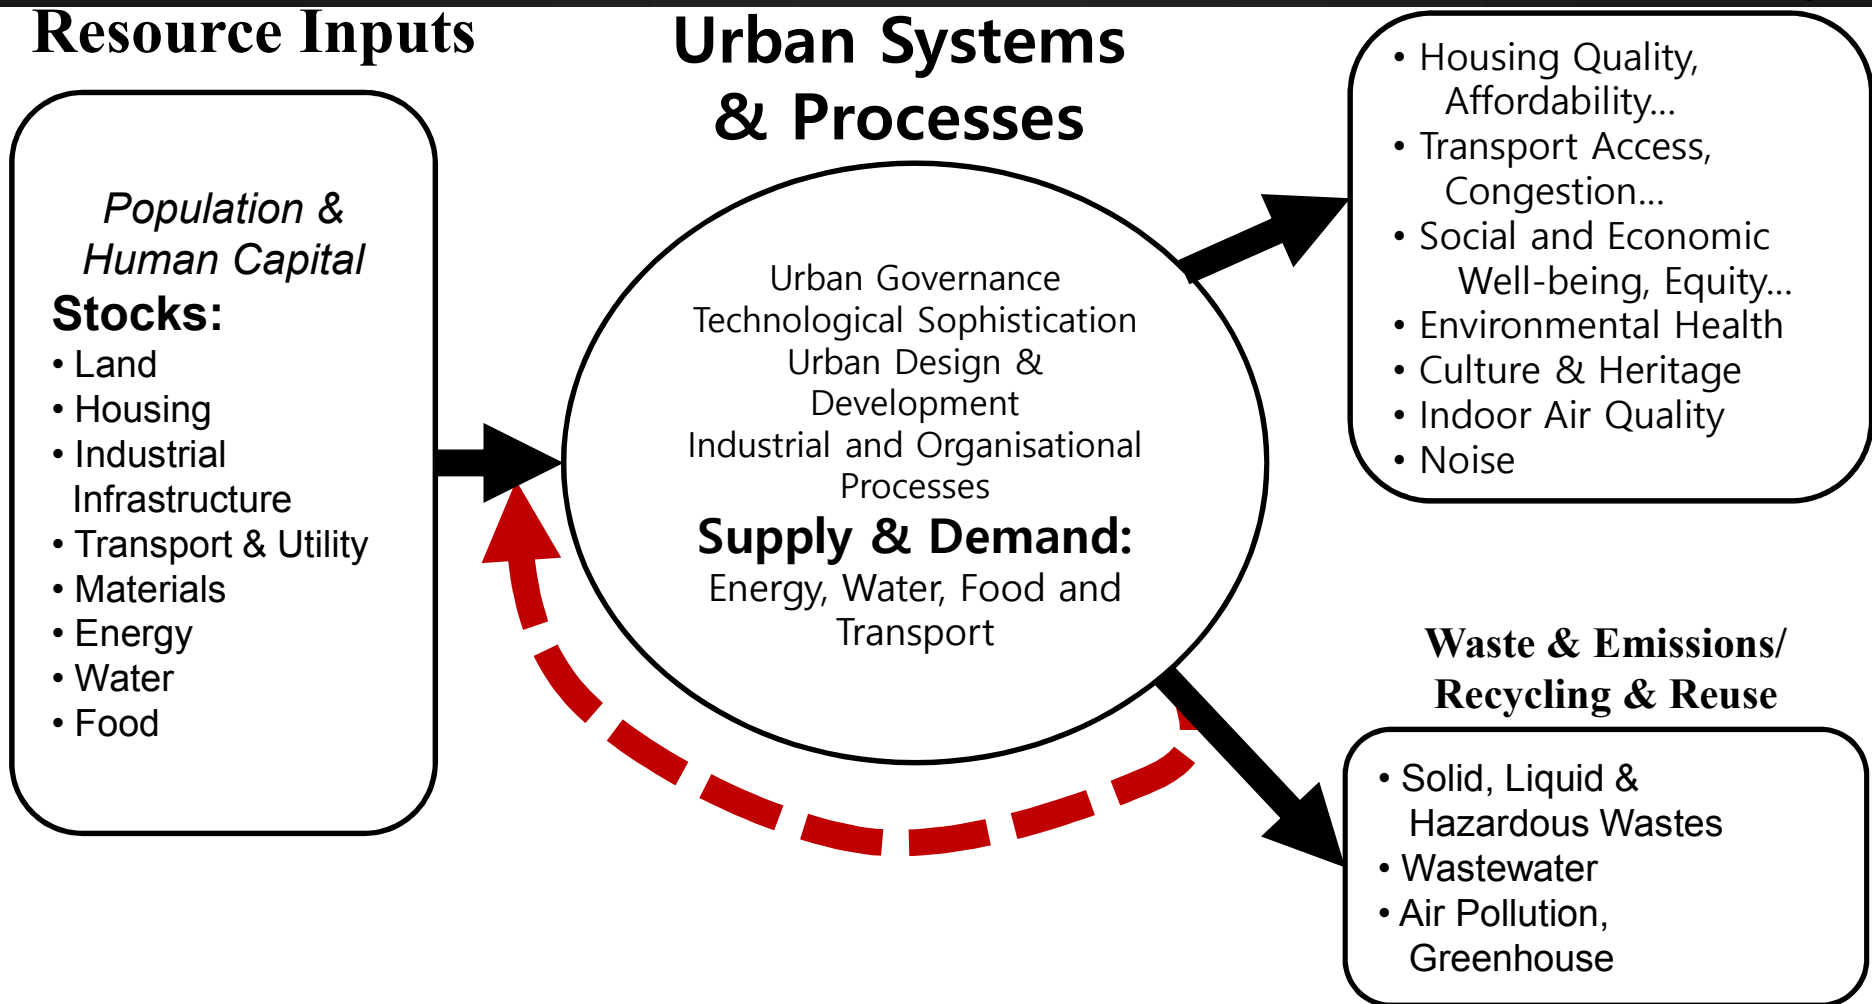 Resource Inputs
Population &
Human Capital
Stocks:
• Land
• Housing
• Industrial
Infrastructure
• Transport & Utility
• Materials
• Energy
• Water
• Food
Urban Systems
& Processes
Urban Governance
Technological Sophistication
Urban Design &
Development
Industrial and Organisational
Processes
Supply & Demand:
Energy, Water, Food and
Transport
• Housing Quality,
Affordability...
• Transport Access,
Congestion...
• Social and Economic
Well-being, Equity...
• Environmental Health
• Culture & Heritage
• Indoor Air Quality
• Noise
Waste & Emissions/
Recycling & Reuse
• Solid, Liquid &
Hazardous Wastes
• Wastewater
• Air Pollution,
Greenhouse